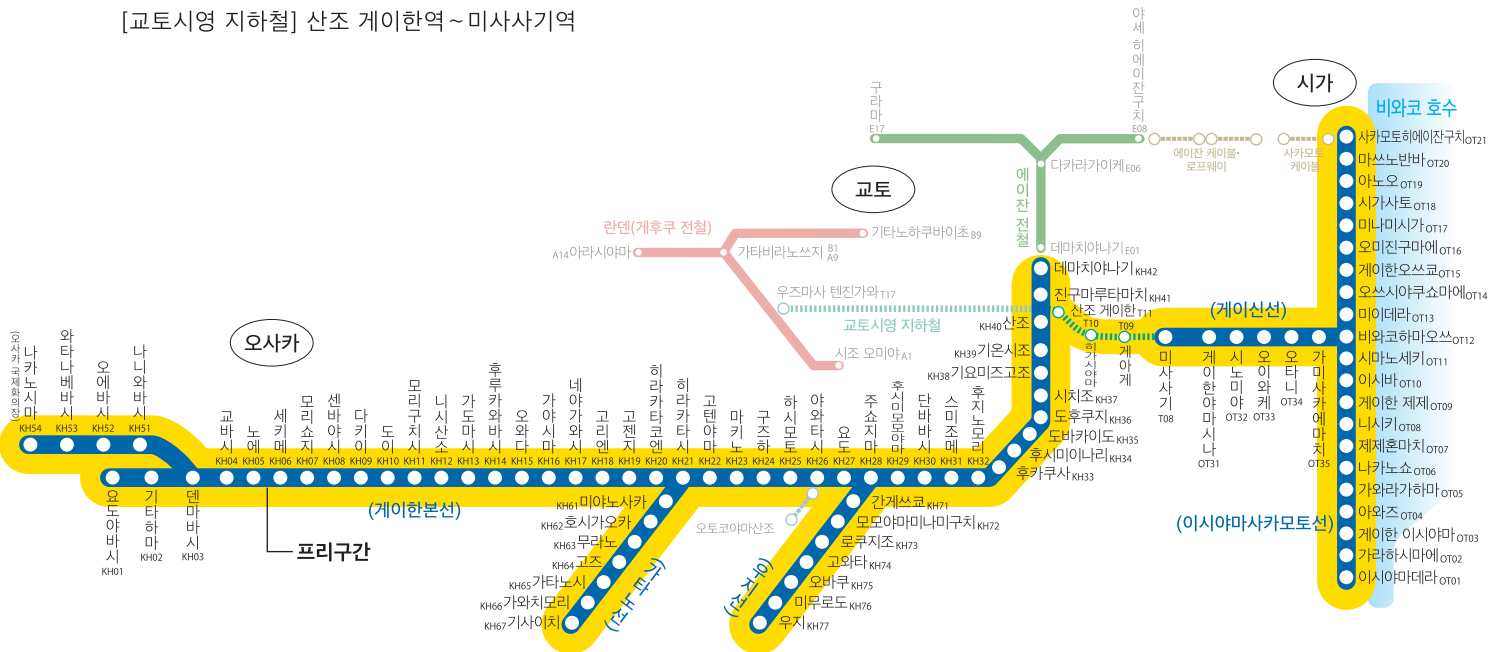 [교토시영 지하철] 산조 게이한역~미사사기역
시가
비와코 호수
교토
오사카
구라마
E17
야세 히에이잔구치
E08
에이잔 케이블·
로프웨이
사카모토
케이블
다카라가이케 E06
에이잔 전철
데마치야나기 E01
란덴(게후쿠 전철)
기타노하쿠바이초 B9
A14 아라시야마
가타비라노쓰지 B1
A9
우즈마사 텐진가와 T17
교토시영 지하철
시조 오미야 A1
데마치야나기 KH42
진구마루타마치 KH41
산조 게이한 T11
KH40 산조
KH39 기온시조
KH38 기요미즈고조
시치조 KH37
도후쿠지 KH36
도바카이도 KH35
후시미이나리 KH34
후카쿠사 KH33
T10
히가시야마
T09
게아게
(게이신선)
미사사기
T08
게이한야마시나
OT31
시노미야
OT32
오이와케
OT33
오타니
OT34
가미사카에마치
OT35
사카모토히에이잔구치 OT21
마쓰노반바 OT20
아노오 OT19
시가사토 OT18
미나미시가 OT17
오미진구마에 OT16
게이한오쓰쿄 OT15
오쓰시야쿠쇼마에 OT14
미이데라 OT13
비와코하마오쓰 OT12
시마노세키 OT11
이시바 OT10
게이한 제제 OT09
니시키 OT08
제제혼마치 OT07
나카노쇼 OT06
가와라가하마 OT05
아와즈 OT04
게이한 이시야마 OT03
가라하시마에 OT02
이시야마데라 OT01
(이시야마사카모토선)
나카노시마
(오사카 국제회의장)
KH54
와타나베바시
KH53
오에바시
KH52
나니와바시
KH51
요도야바시
KH01
기타하마
KH02
덴마바시
KH03
교바시
KH04
노에
KH05
세키메
KH06
모리쇼지
KH07
센바야시
KH08
다키이
KH09
도이
KH10
모리구치시
KH11
니시산소
KH12
가도마시
KH13
후루카와바시
KH14
오와다
KH15
가야시마
KH16
네야가와시
KH17
고리엔
KH18
고젠지
KH19
히라카타코엔
KH20
히라카타시
KH21
고텐야마
KH22
마키노
KH23
구즈하
KH24
하시모토
KH25
야와타시
KH26
요도
KH27
주쇼지마
KH28
후시미모모야마
KH29
단바바시
KH30
스미조메
KH31
후지노모리
KH32
(게이한본선)
프리구간
KH61 미야노사카
KH62 호시가오카
KH63 무라노
KH64 고즈
KH65 가타노시
KH66 가와치모리
KH67 기사이치
(가타노선)
오토코야마산조
간게쓰쿄 KH71
모모야마미나미구치 KH72
로쿠지조 KH73
고와타 KH74
오바쿠 KH75
미무로도 KH76
우지 KH77
(우지선)